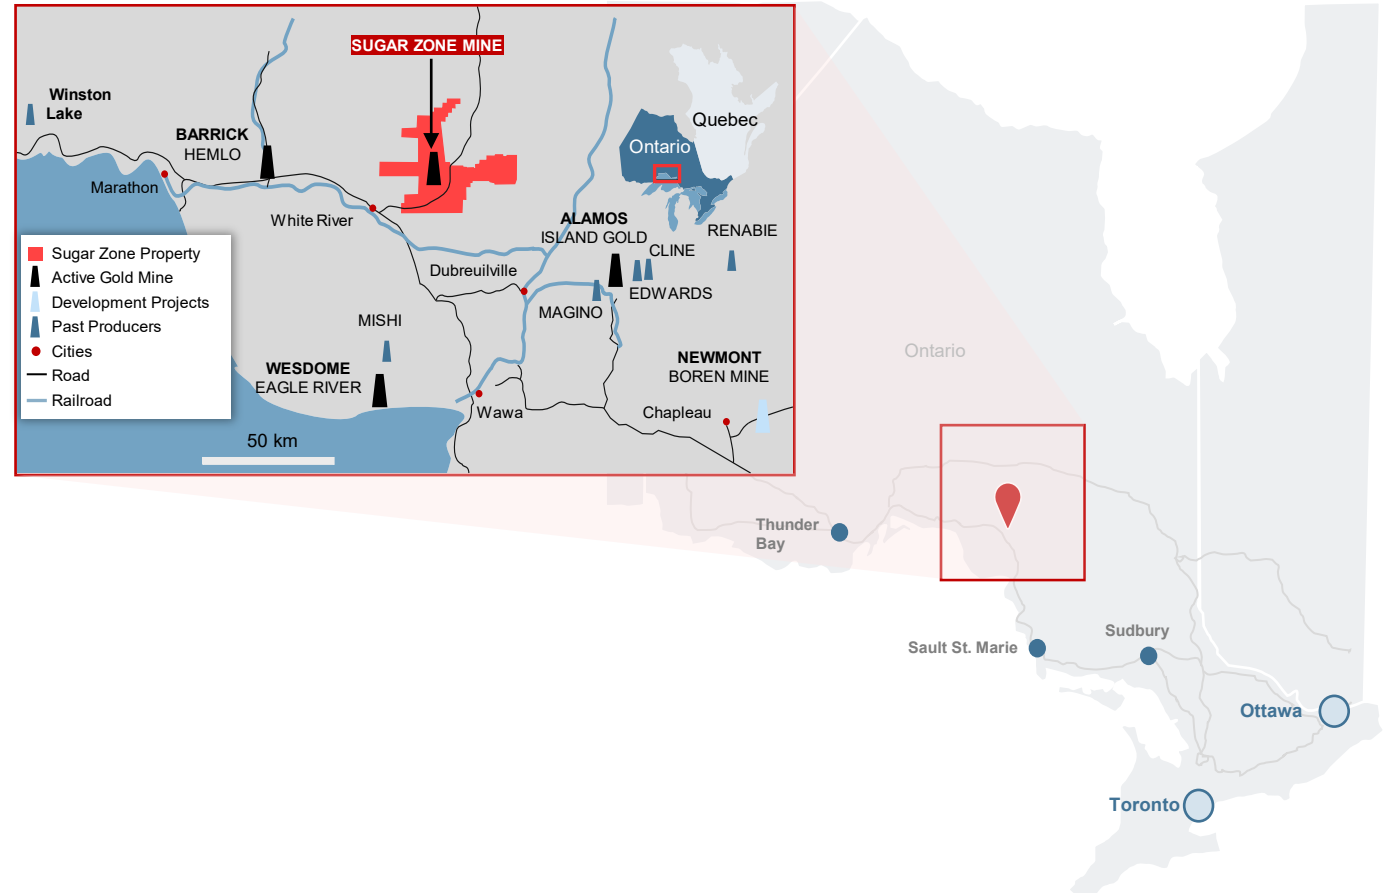 SUGAR ZONE MINE
Winston
Lake
BARRICK
HEMLO
Quebec
Ontario
Marathon
White River
ALAMOS
ISLAND GOLD
RENABIE
CLINE
Sugar Zone Property
Active Gold Mine
Development Projects
Past Producers
Cities
Road
Railroad
Dubreuilville
EDWARDS
MAGINO
MISHI
WESDOME
EAGLE RIVER
NEWMONT
BOREN MINE
Wawa
Chapleau
50 km
Ontario
Thunder
Bay
Sault St. Marie
Sudbury
Ottawa
Toronto